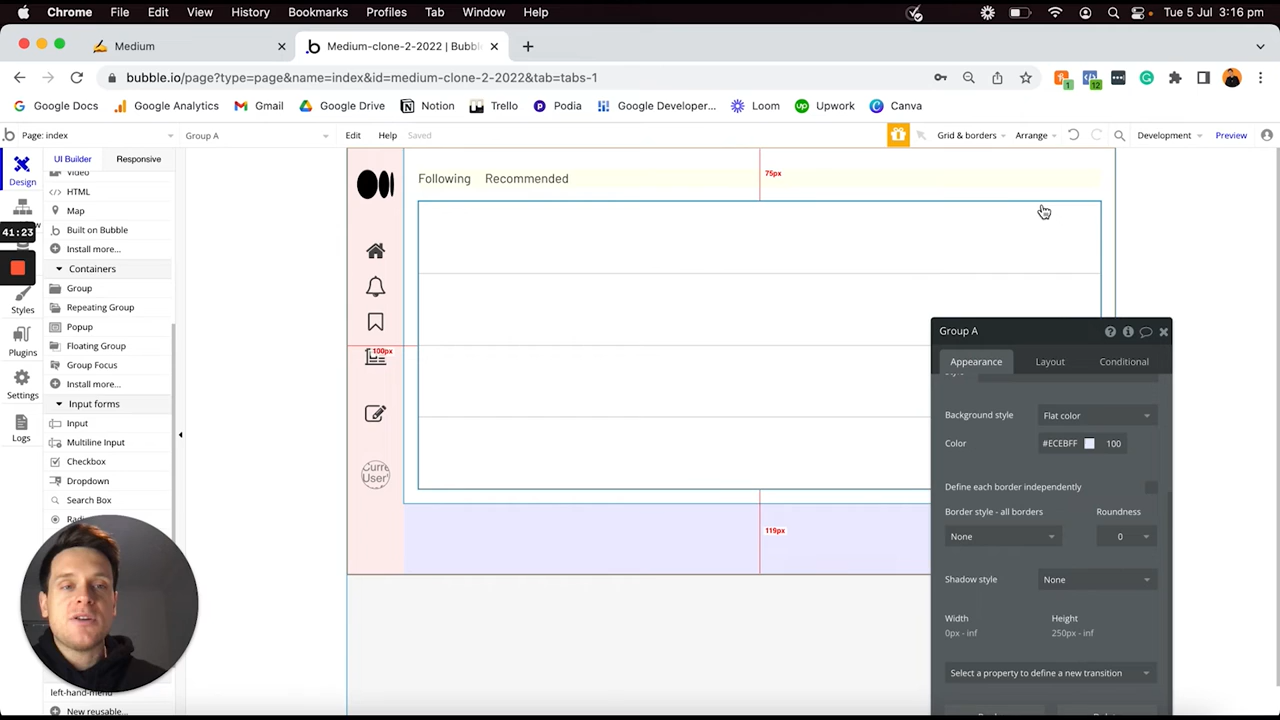 Chrome File Edit View History Bookmarks Profiles Tab Window Help Tue 5 Jul 3:16 pm
Medium
Medium-clone-2-2022 | Bubbl
bubble.io/page?type=page&name=index&id=medium-clone-2-2022&tab=tabs-1
1
12
Google Docs Google Analytics Gmail Google Drive Notion Trello Podia Google Developer... Loom Upwork Canva
Page: index Group A Edit Help Saved Grid & borders Arrange Development Preview
Design
41:23
Styles
Plugins
Settings
Logs
UI Builder Responsive
Video
HTML
Map
Built on Bubble
Install more...
Containers
Group
Repeating Group
Popup
Floating Group
Group Focus
Install more...
Input forms
Input
Multiline Input
Checkbox
Dropdown
Search Box
left-hand-menu
New reusable...
Following Recommended
75px
100px
Curre
User'
119px
Group A
Appearance Layout Conditional
Style
Background style Flat color
Color #ECEBFF 100
Define each border independently
Border style - all borders Roundness
None 0
Shadow style None
Width Height
0px - inf 250px - inf
Select a property to define a new transition